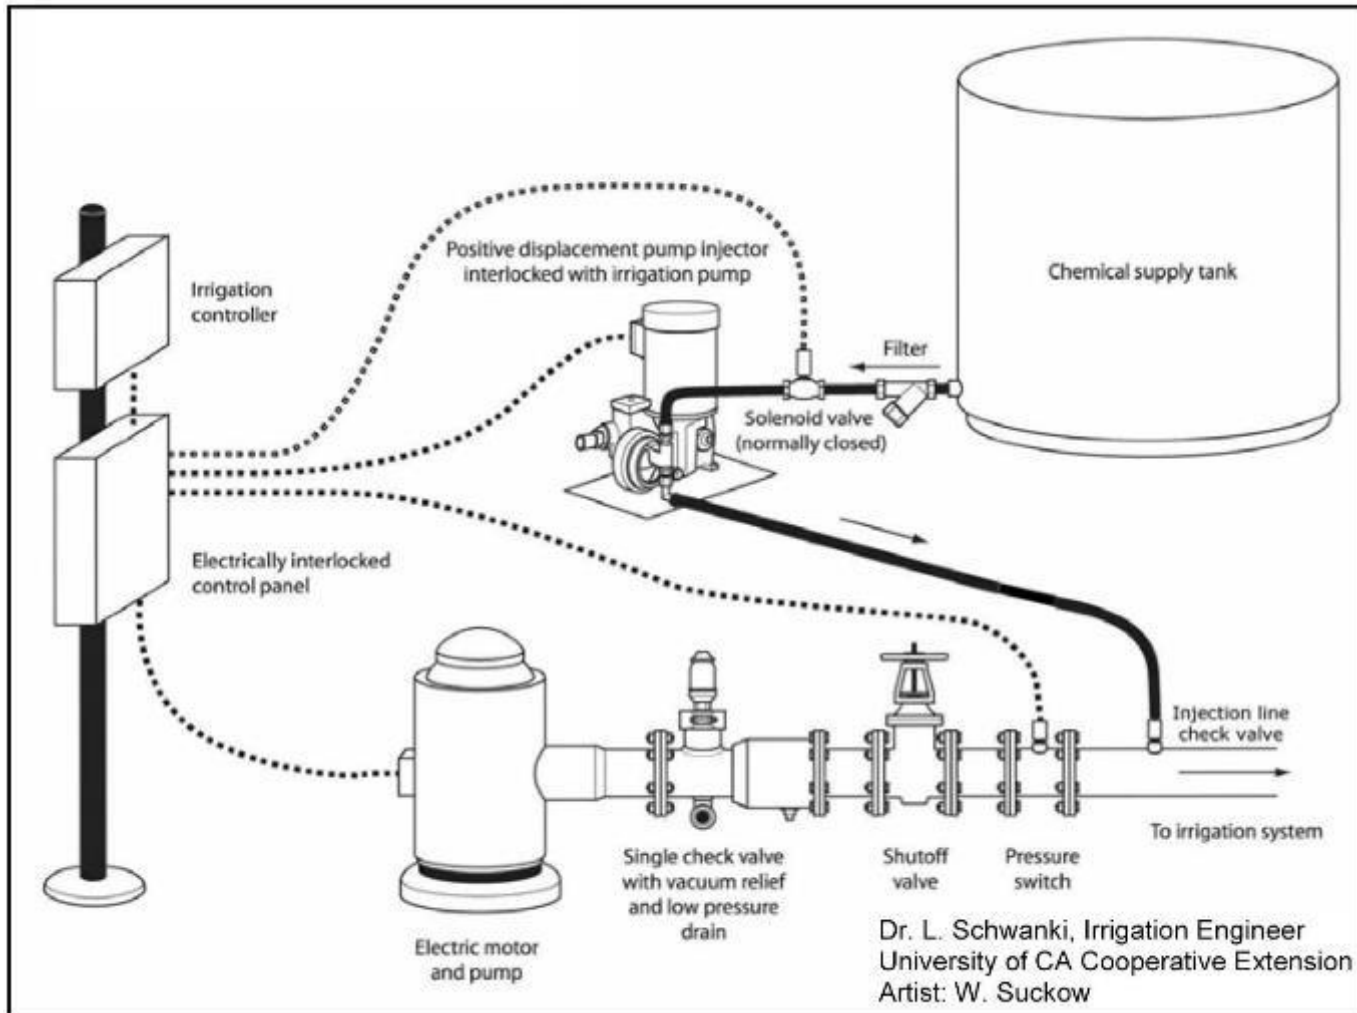 Positive displacement pump injector
interlocked with irrigation pump
Chemical supply tank
Irrigation
controller
Filter
Solenoid valve
(normally closed)
Electrically interlocked
control panel
Injection line
check valve
To irrigation system
Single check valve
with vacuum relief
and low pressure
drain
Shutoff
valve
Pressure
switch
Electric motor
and pump
Dr. L. Schwanki, Irrigation Engineer
University of CA Cooperative Extension
Artist: W. Suckow